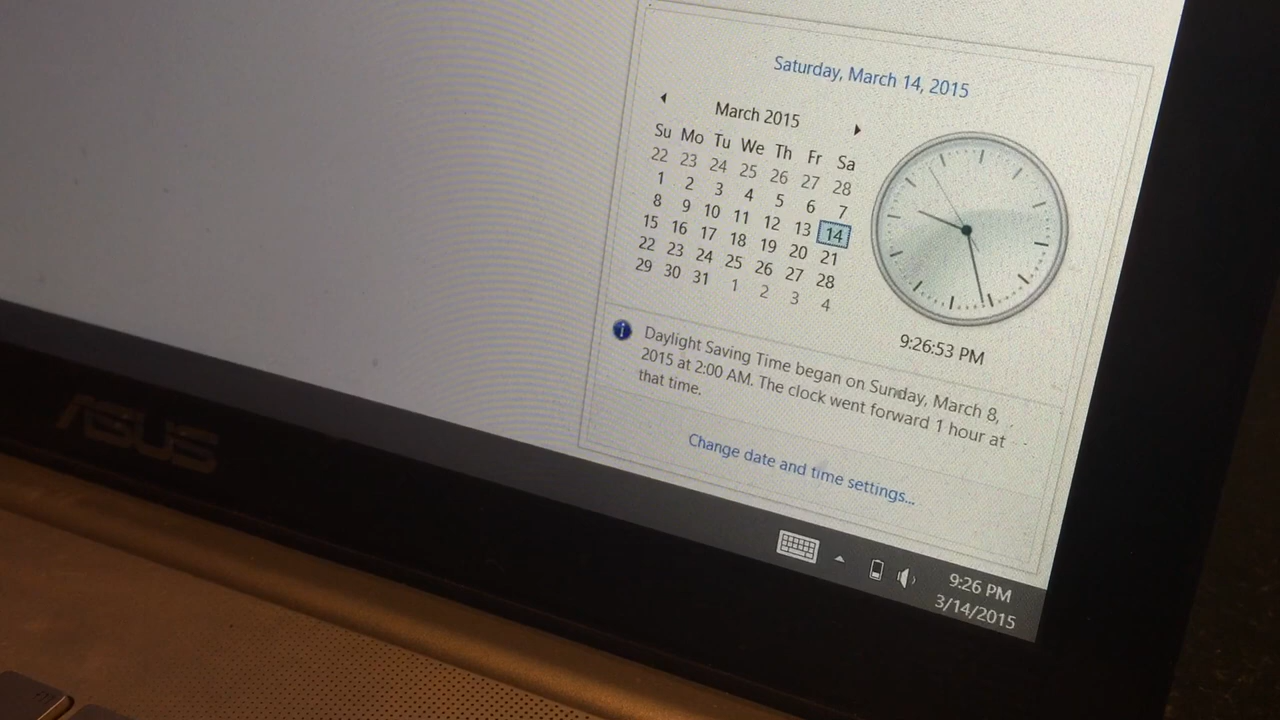 Saturday, March 14, 2015
March 2015
Su Mo Tu We Th Fr Sa
22 23 24 25 26 27 28
1 2 3 4 5 6 7
8 9 10 11 12 13 14
15 16 17 18 19 20 21
22 23 24 25 26 27 28
29 30 31 1 2 3 4
9:26:53 PM
Daylight Saving Time began on Sunday, March 8,
2015 at 2:00 AM. The clock went forward 1 hour at
that time.
Change date and time settings...
9:26 PM
3/14/2015
ASUS